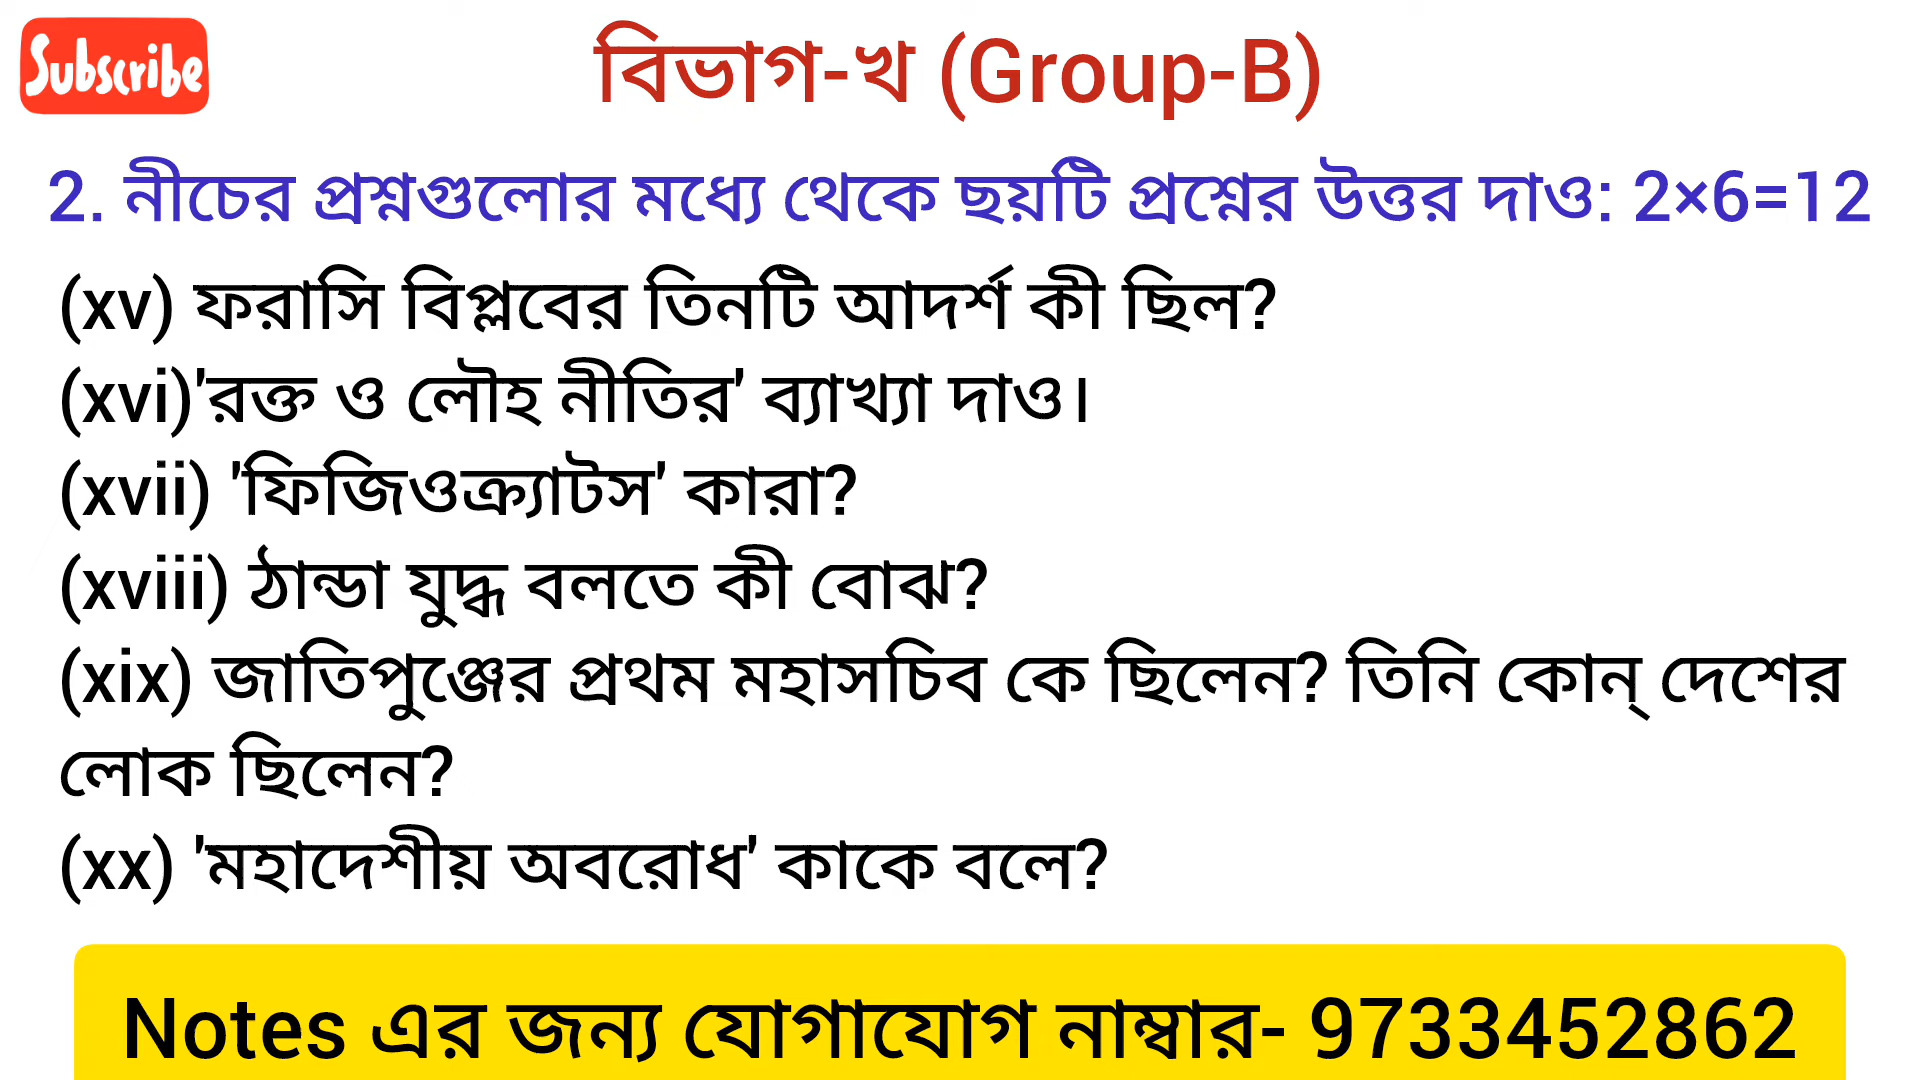 Subscribe
বিভাগ-খ (Group-B)
2. নীচের প্রশ্নগুলোর মধ্যে থেকে ছয়টি প্রশ্নের উত্তর দাও: 2×6=12
(xv) ফরাসি বিপ্লবের তিনটি আদর্শ কী ছিল?
(xvi)'রক্ত ও লৌহ নীতির' ব্যাখ্যা দাও।
(xvii) 'ফিজিওক্র্যাটস' কারা?
(xviii) ঠান্ডা যুদ্ধ বলতে কী বোঝ?
(xix) জাতিপুঞ্জের প্রথম মহাসচিব কে ছিলেন? তিনি কোন্ দেশের
লোক ছিলেন?
(xx) 'মহাদেশীয় অবরোধ' কাকে বলে?
Notes এর জন্য যোগাযোগ নাম্বার- 9733452862